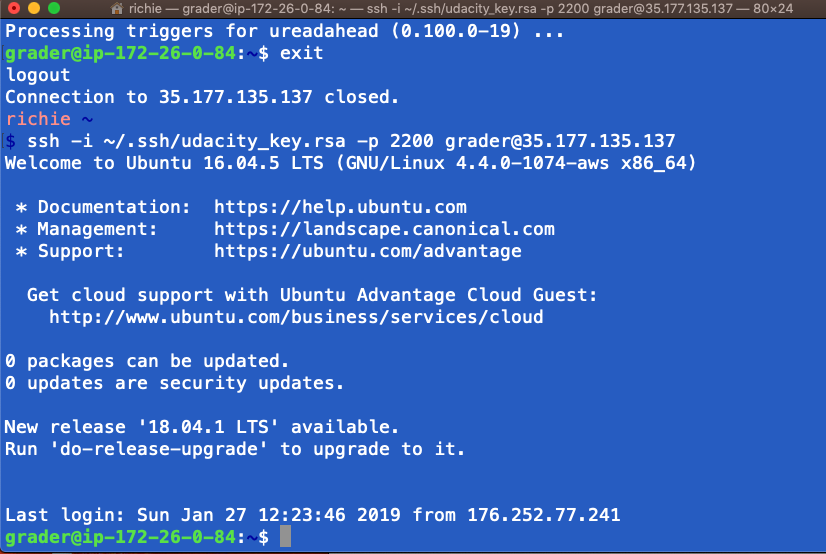 richie — grader@ip-172-26-0-84: ~ — ssh -i ~/.ssh/udacity_key.rsa -p 2200 grader@35.177.135.137 — 80×24
Processing triggers for ureadahead (0.100.0-19) ...
grader@ip-172-26-0-84:~$ exit
logout
Connection to 35.177.135.137 closed.
richie ~
$ ssh -i ~/.ssh/udacity_key.rsa -p 2200 grader@35.177.135.137
Welcome to Ubuntu 16.04.5 LTS (GNU/Linux 4.4.0-1074-aws x86_64)
* Documentation:  https://help.ubuntu.com
* Management:     https://landscape.canonical.com
* Support:        https://ubuntu.com/advantage
Get cloud support with Ubuntu Advantage Cloud Guest:
http://www.ubuntu.com/business/services/cloud
0 packages can be updated.
0 updates are security updates.
New release '18.04.1 LTS' available.
Run 'do-release-upgrade' to upgrade to it.
Last login: Sun Jan 27 12:23:46 2019 from 176.252.77.241
grader@ip-172-26-0-84:~$